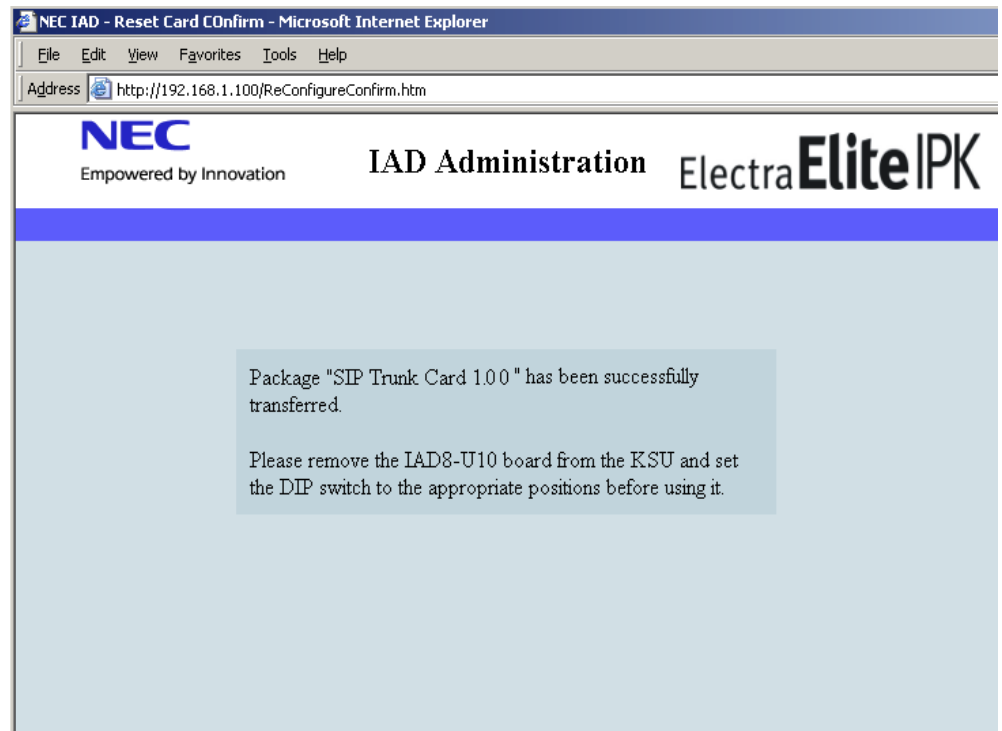 NEC IAD - Reset Card COnfirm - Microsoft Internet Explorer
File Edit View Favorites Tools Help
Address http://192.168.1.100/ReConfigureConfirm.htm
NEC
Empowered by Innovation
IAD Administration
ElectraEliteIPK
Package "SIP Trunk Card 1.00 " has been successfully
transferred.
Please remove the IAD8-U10 board from the KSU and set
the DIP switch to the appropriate positions before using it.